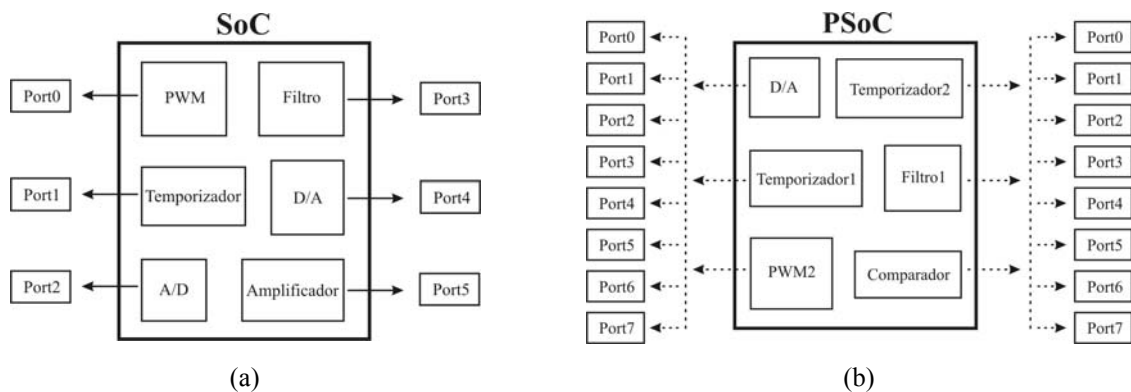 SoC
Port0
PWM
Filtro
Port3
Port1
Temporizador
D/A
Port4
Port2
A/D
Amplificador
Port5
(a)
PSoC
Port0
Port1
Port2
Port3
Port4
Port5
Port6
Port7
D/A
Temporizador2
Temporizador1
Filtro1
PWM2
Comparador
Port0
Port1
Port2
Port3
Port4
Port5
Port6
Port7
(b)